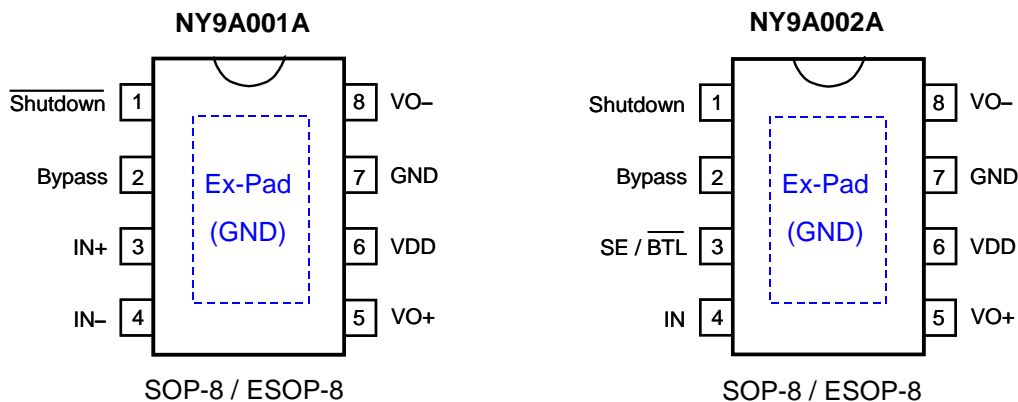 NY9A001A
NY9A002A
Shutdown 1 8 VO–
Bypass 2 7 GND
IN+ 3 6 VDD
IN– 4 5 VO+
Ex-Pad
(GND)
SOP-8 / ESOP-8
Shutdown 1 8 VO–
Bypass 2 7 GND
SE / BTL 3 6 VDD
IN 4 5 VO+
Ex-Pad
(GND)
SOP-8 / ESOP-8